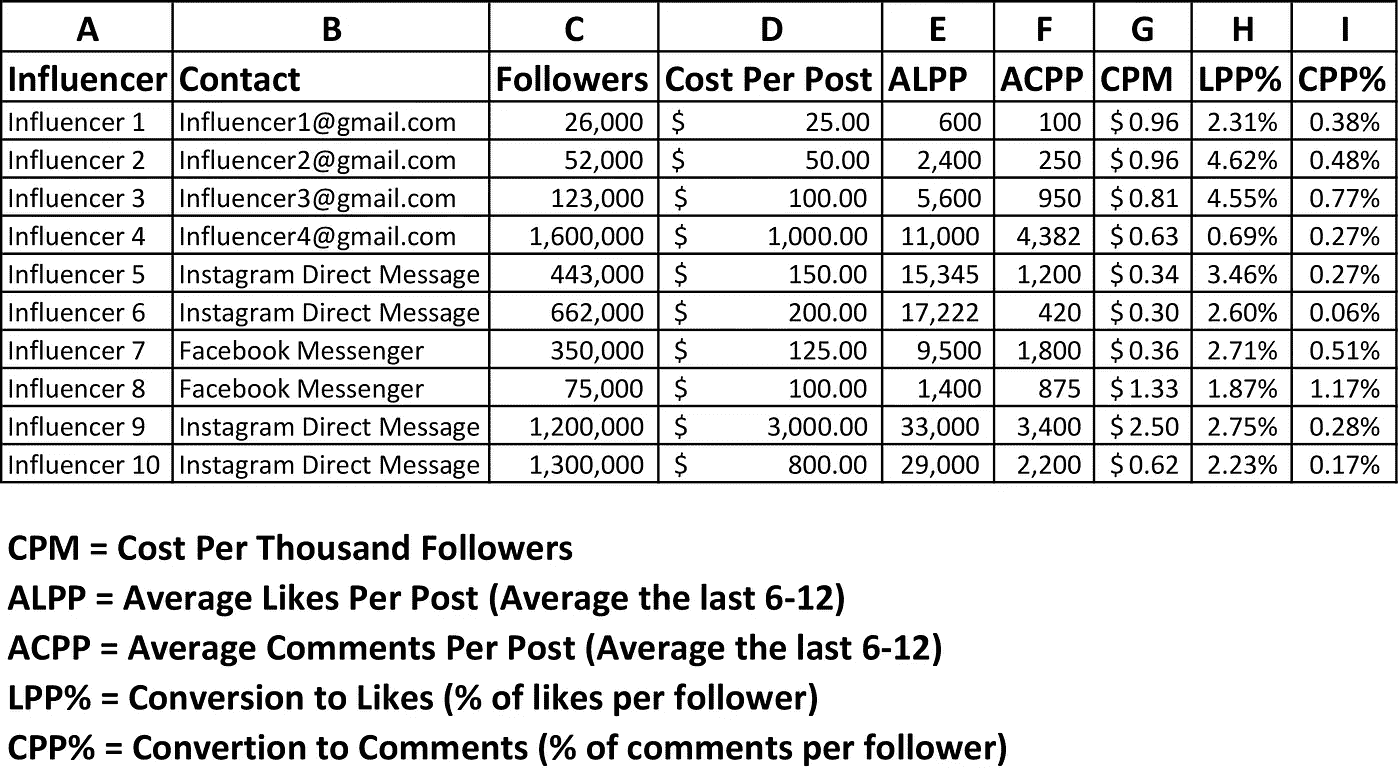 A B C D E F G H I
Influencer Contact Followers Cost Per Post ALPP ACPP CPM LPP% CPP%
Influencer 1 Influencer1@gmail.com 26,000 $ 25.00 600 100 $ 0.96 2.31% 0.38%
Influencer 2 Influencer2@gmail.com 52,000 $ 50.00 2,400 250 $ 0.96 4.62% 0.48%
Influencer 3 Influencer3@gmail.com 123,000 $ 100.00 5,600 950 $ 0.81 4.55% 0.77%
Influencer 4 Influencer4@gmail.com 1,600,000 $ 1,000.00 11,000 4,382 $ 0.63 0.69% 0.27%
Influencer 5 Instagram Direct Message 443,000 $ 150.00 15,345 1,200 $ 0.34 3.46% 0.27%
Influencer 6 Instagram Direct Message 662,000 $ 200.00 17,222 420 $ 0.30 2.60% 0.06%
Influencer 7 Facebook Messenger 350,000 $ 125.00 9,500 1,800 $ 0.36 2.71% 0.51%
Influencer 8 Facebook Messenger 75,000 $ 100.00 1,400 875 $ 1.33 1.87% 1.17%
Influencer 9 Instagram Direct Message 1,200,000 $ 3,000.00 33,000 3,400 $ 2.50 2.75% 0.28%
Influencer 10 Instagram Direct Message 1,300,000 $ 800.00 29,000 2,200 $ 0.62 2.23% 0.17%
CPM = Cost Per Thousand Followers
ALPP = Average Likes Per Post (Average the last 6-12)
ACPP = Average Comments Per Post (Average the last 6-12)
LPP% = Conversion to Likes (% of likes per follower)
CPP% = Convertion to Comments (% of comments per follower)